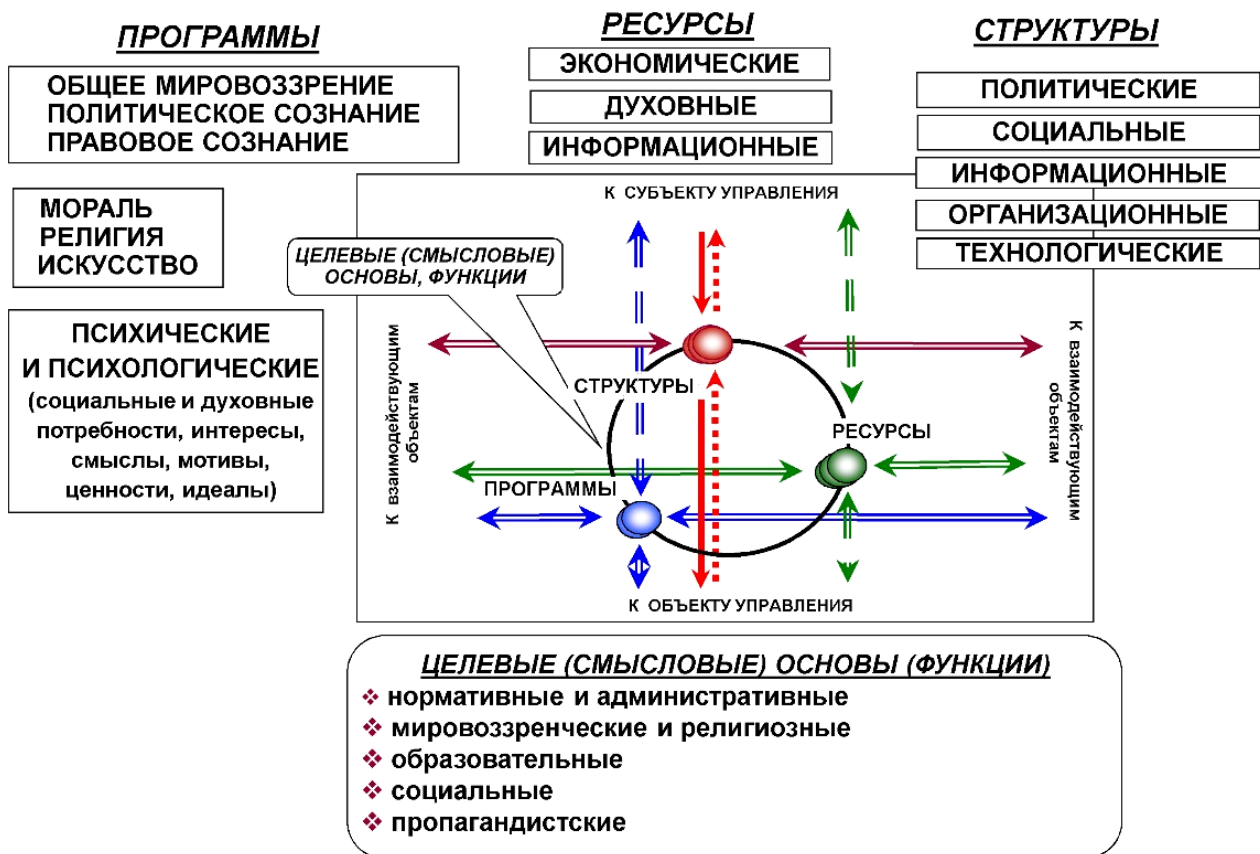 ПРОГРАММЫ
ОБЩЕЕ МИРОВОЗЗРЕНИЕ
ПОЛИТИЧЕСКОЕ СОЗНАНИЕ
ПРАВОВОЕ СОЗНАНИЕ
МОРАЛЬ
РЕЛИГИЯ
ИСКУССТВО
ПСИХИЧЕСКИЕ
И ПСИХОЛОГИЧЕСКИЕ
(социальные и духовные
потребности, интересы,
смыслы, мотивы,
ценности, идеалы)
РЕСУРСЫ
ЭКОНОМИЧЕСКИЕ
ДУХОВНЫЕ
ИНФОРМАЦИОННЫЕ
СТРУКТУРЫ
ПОЛИТИЧЕСКИЕ
СОЦИАЛЬНЫЕ
ИНФОРМАЦИОННЫЕ
ОРГАНИЗАЦИОННЫЕ
ТЕХНОЛОГИЧЕСКИЕ
К СУБЪЕКТУ УПРАВЛЕНИЯ
ЦЕЛЕВЫЕ (СМЫСЛОВЫЕ)
ОСНОВЫ, ФУНКЦИИ
К взаимодействующим
объектам
СТРУКТУРЫ
РЕСУРСЫ
ПРОГРАММЫ
К взаимодействующим
объектам
К ОБЪЕКТУ УПРАВЛЕНИЯ
ЦЕЛЕВЫЕ (СМЫСЛОВЫЕ) ОСНОВЫ (ФУНКЦИИ)
❖ нормативные и административные
❖ мировоззренческие и религиозные
❖ образовательные
❖ социальные
❖ пропагандистские